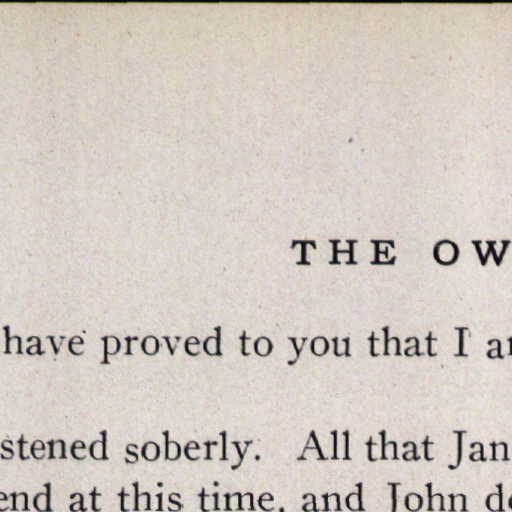 THE OW
have proved to you that I a
stened soberly. All that Jan
end at this time, and John d